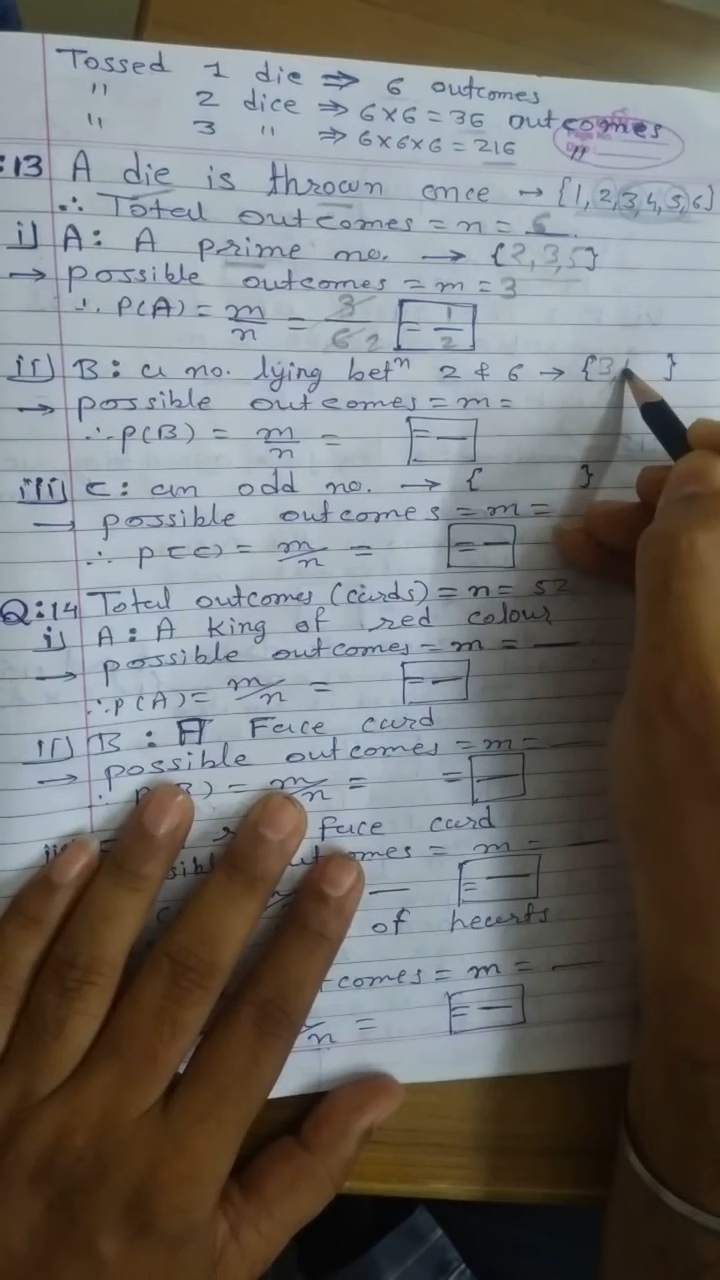 Tossed 1 die ⇒ 6 outcomes
" 2 dice ⇒ 6×6 = 36 outcomes
" 3 " ⇒ 6×6×6 = 216 "
:13 A die is thrown once → {1,2,3,4,5,6}
∴ Total outcomes = n = 6.
i) A: A prime no. → {2,3,5}
→ possible outcomes = m = 3
∴ P(A) = m/n = 3/6 2 = 1/2
ii) B: a no. lying betⁿ 2 & 6 → {3, }
→ possible outcomes = m =
∴ P(B) = m/n = = —
iii) C: an odd no. → { }
→ possible outcomes = m =
∴ P(C) = m/n = = —
Q:14 Total outcomes (cards) = n = 52
i) A: A king of red colour
→ possible outcomes = m = —
∴ P(A) = m/n = = —
ii) B: A Face card
→ possible outcomes = m = —
) = m/n = = —
face card
comes = m = —
— = —
of hearts
comes = m = —
/n = = —